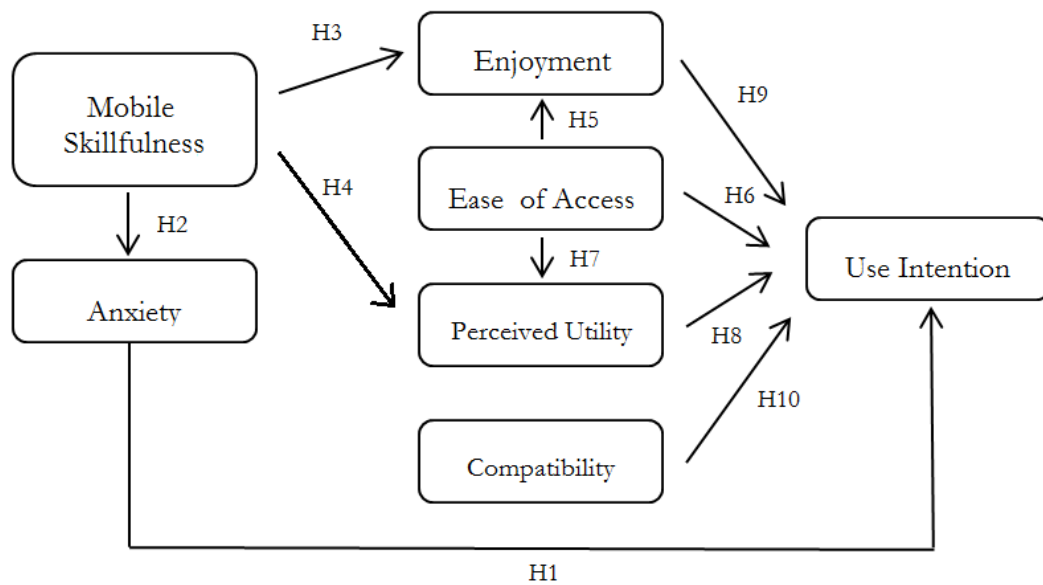 H3
Enjoyment
Mobile
Skillfulness
H9
H5
H4
Ease of Access
H6
H2
H7
Use Intention
Anxiety
Perceived Utility
H8
H10
Compatibility
H1